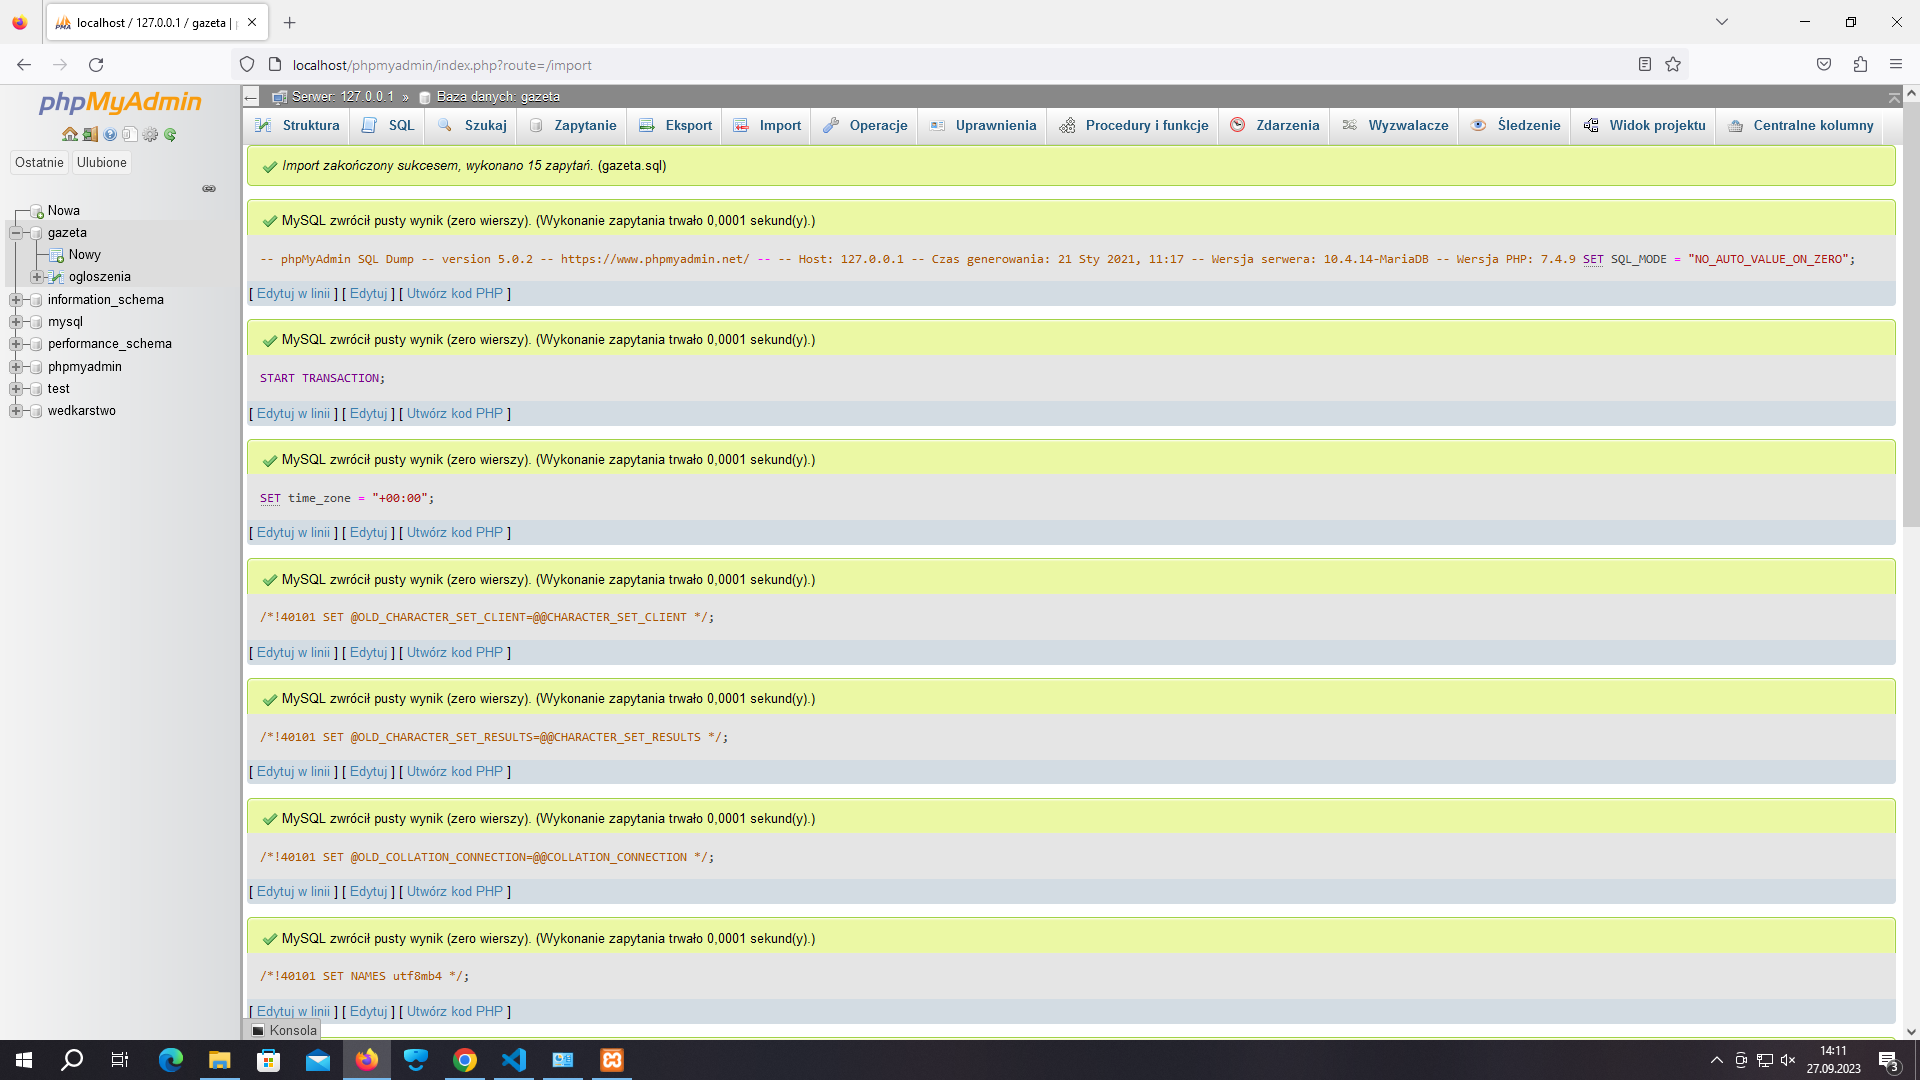 localhost / 127.0.0.1 / gazeta |
localhost/phpmyadmin/index.php?route=/import
phpMyAdmin
Ostatnie Ulubione
Nowa
gazeta
Nowy
ogloszenia
information_schema
mysql
performance_schema
phpmyadmin
test
wedkarstwo
Serwer: 127.0.0.1 » Baza danych: gazeta
Struktura SQL Szukaj Zapytanie Eksport Import Operacje Uprawnienia Procedury i funkcje Zdarzenia Wyzwalacze Śledzenie Widok projektu Centralne kolumny
Import zakończony sukcesem, wykonano 15 zapytań. (gazeta.sql)
MySQL zwrócił pusty wynik (zero wierszy). (Wykonanie zapytania trwało 0,0001 sekund(y).)
-- phpMyAdmin SQL Dump -- version 5.0.2 -- https://www.phpmyadmin.net/ -- -- Host: 127.0.0.1 -- Czas generowania: 21 Sty 2021, 11:17 -- Wersja serwera: 10.4.14-MariaDB -- Wersja PHP: 7.4.9 SET SQL_MODE = "NO_AUTO_VALUE_ON_ZERO";
[ Edytuj w linii ] [ Edytuj ] [ Utwórz kod PHP ]
MySQL zwrócił pusty wynik (zero wierszy). (Wykonanie zapytania trwało 0,0001 sekund(y).)
START TRANSACTION;
[ Edytuj w linii ] [ Edytuj ] [ Utwórz kod PHP ]
MySQL zwrócił pusty wynik (zero wierszy). (Wykonanie zapytania trwało 0,0001 sekund(y).)
SET time_zone = "+00:00";
[ Edytuj w linii ] [ Edytuj ] [ Utwórz kod PHP ]
MySQL zwrócił pusty wynik (zero wierszy). (Wykonanie zapytania trwało 0,0001 sekund(y).)
/*!40101 SET @OLD_CHARACTER_SET_CLIENT=@@CHARACTER_SET_CLIENT */;
[ Edytuj w linii ] [ Edytuj ] [ Utwórz kod PHP ]
MySQL zwrócił pusty wynik (zero wierszy). (Wykonanie zapytania trwało 0,0001 sekund(y).)
/*!40101 SET @OLD_CHARACTER_SET_RESULTS=@@CHARACTER_SET_RESULTS */;
[ Edytuj w linii ] [ Edytuj ] [ Utwórz kod PHP ]
MySQL zwrócił pusty wynik (zero wierszy). (Wykonanie zapytania trwało 0,0001 sekund(y).)
/*!40101 SET @OLD_COLLATION_CONNECTION=@@COLLATION_CONNECTION */;
[ Edytuj w linii ] [ Edytuj ] [ Utwórz kod PHP ]
MySQL zwrócił pusty wynik (zero wierszy). (Wykonanie zapytania trwało 0,0001 sekund(y).)
/*!40101 SET NAMES utf8mb4 */;
[ Edytuj w linii ] [ Edytuj ] [ Utwórz kod PHP ]
Konsola
14:11
27.09.2023
3